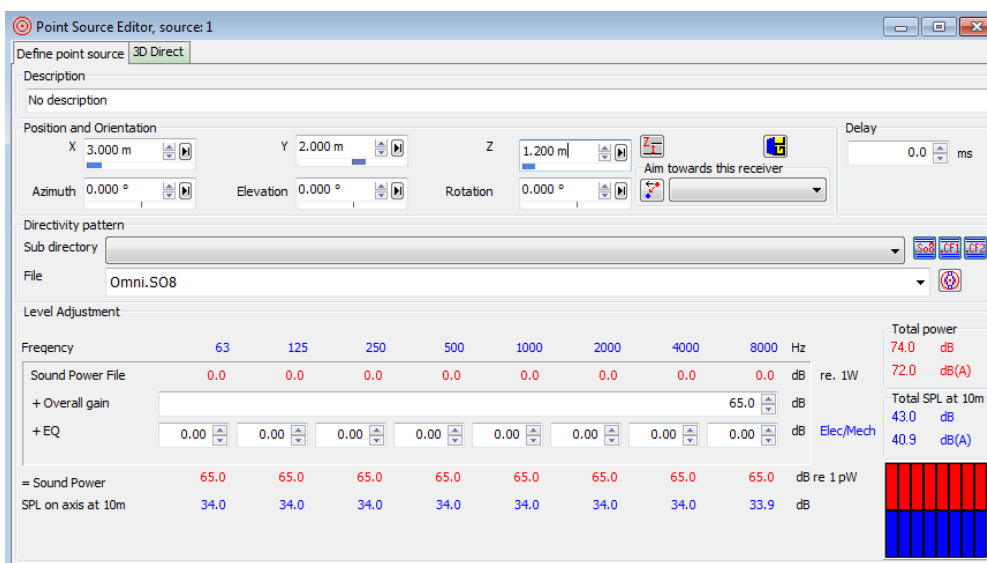 Point Source Editor, source: 1
Define point source 3D Direct
Description
No description
Position and Orientation Delay
X 3.000 m Y 2.000 m Z 1.200 m 0.0 ms
Aim towards this receiver
Azimuth 0.000 ° Elevation 0.000 ° Rotation 0.000 °
Directivity pattern
Sub directory .So8 .CF1 .CF2
File Omni.SO8
Level Adjustment
Total power
Freqency 63 125 250 500 1000 2000 4000 8000 Hz 74.0 dB
Sound Power File 0.0 0.0 0.0 0.0 0.0 0.0 0.0 0.0 dB re. 1W 72.0 dB(A)
+ Overall gain 65.0 dB Total SPL at 10m
43.0 dB
+ EQ 0.00 0.00 0.00 0.00 0.00 0.00 0.00 0.00 dB Elec/Mech 40.9 dB(A)
= Sound Power 65.0 65.0 65.0 65.0 65.0 65.0 65.0 65.0 dB re 1 pW
SPL on axis at 10m 34.0 34.0 34.0 34.0 34.0 34.0 34.0 33.9 dB